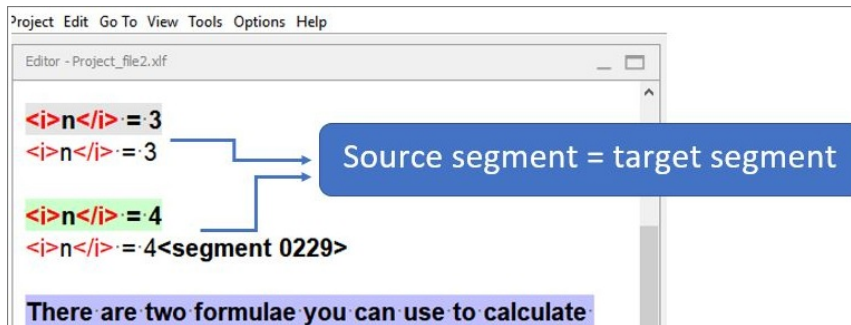 Project Edit Go To View Tools Options Help
Editor - Project_file2.xlf
<i>n</i>·=·3
<i>n</i>·=·3
Source segment = target segment
<i>n</i>·=·4
<i>n</i>·=·4<segment 0229>
There·are·two·formulae·you·can·use·to·calculate·